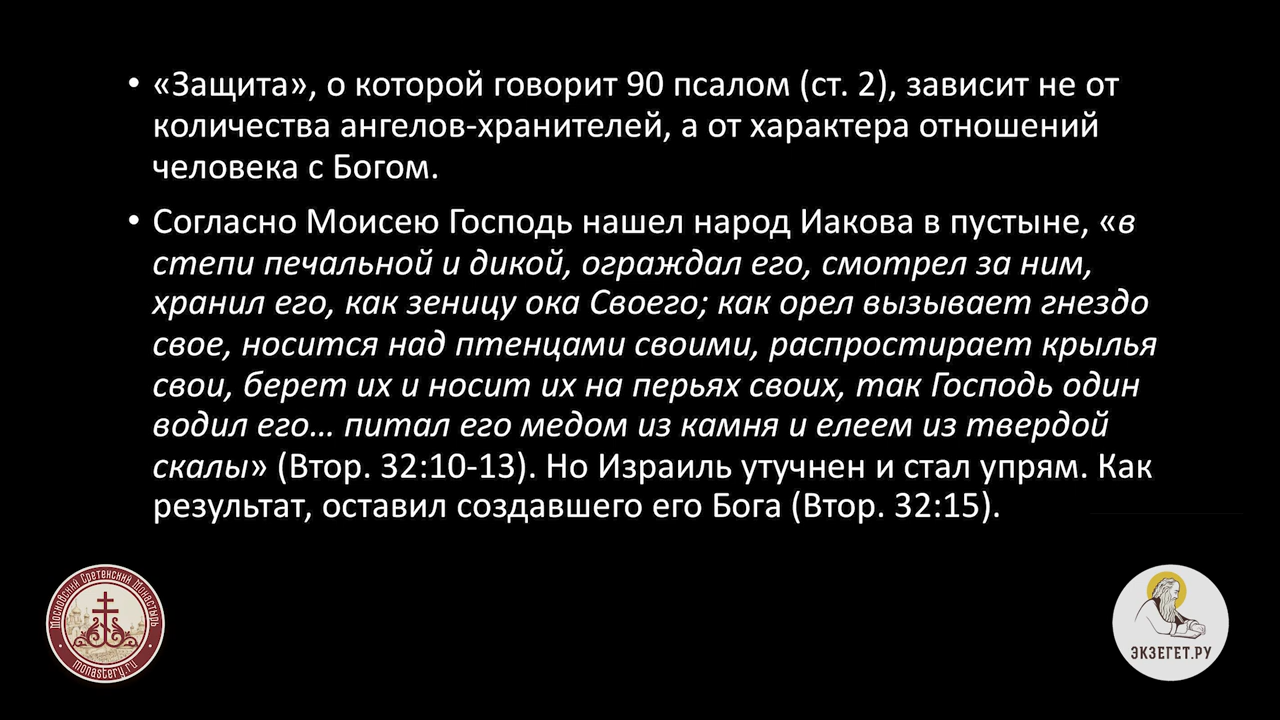 • «Защита», о которой говорит 90 псалом (ст. 2), зависит не от
количества ангелов-хранителей, а от характера отношений
человека с Богом.
• Согласно Моисею Господь нашел народ Иакова в пустыне, «в
степи печальной и дикой, ограждал его, смотрел за ним,
хранил его, как зеницу ока Своего; как орел вызывает гнездо
свое, носится над птенцами своими, распростирает крылья
свои, берет их и носит их на перьях своих, так Господь один
водил его… питал его медом из камня и елеем из твердой
скалы» (Втор. 32:10-13). Но Израиль утучнен и стал упрям. Как
результат, оставил создавшего его Бога (Втор. 32:15).
Московский Сретенский Монастырь
monastery.ru
ЭКЗЕГЕТ.РУ